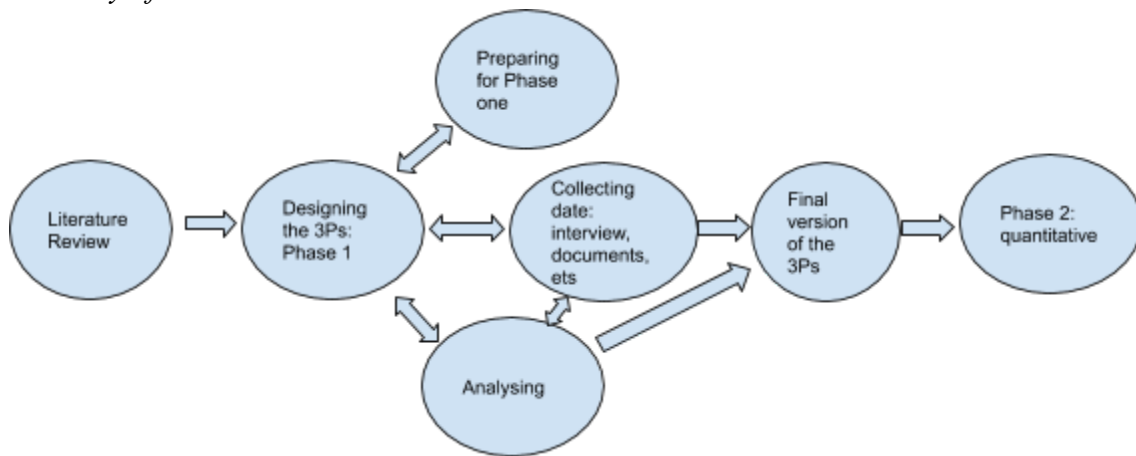 Preparing
for Phase
one
Literature
Review
Designing
the 3Ps:
Phase 1
Collecting
date:
interview,
documents,
ets
Final
version
of the
3Ps
Phase 2:
quantitative
Analysing